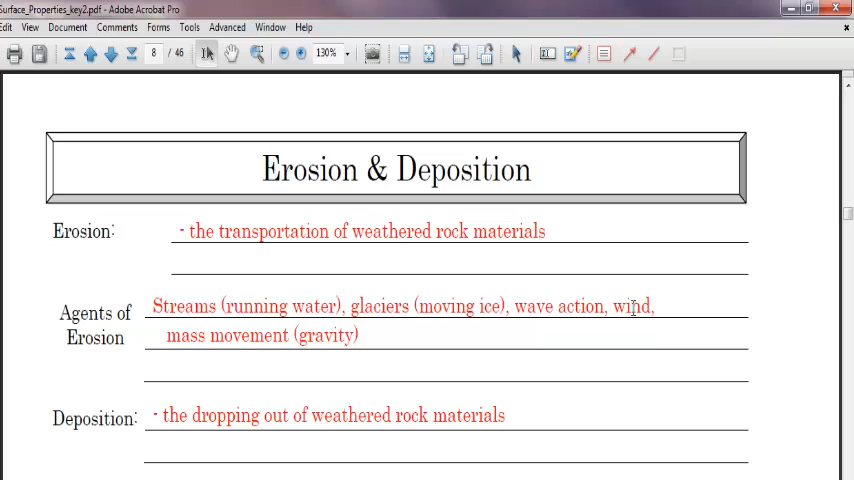 Surface_Properties_key2.pdf - Adobe Acrobat Pro
Edit View Document Comments Forms Tools Advanced Window Help
8 / 46 130%
Erosion & Deposition
Erosion: - the transportation of weathered rock materials
Agents of Erosion Streams (running water), glaciers (moving ice), wave action, wind,
mass movement (gravity)
Deposition: - the dropping out of weathered rock materials